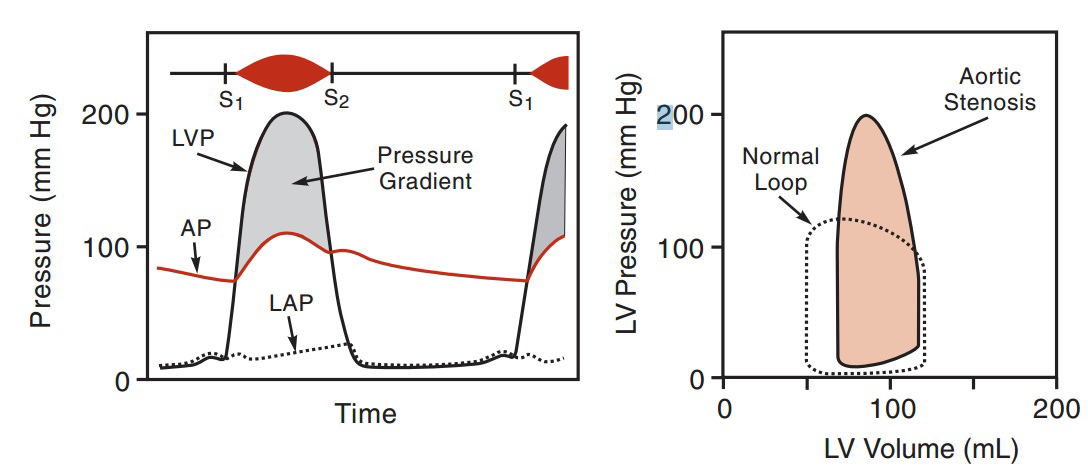 Pressure (mm Hg)
200
100
0
S1
S2
S1
LVP
Pressure
Gradient
AP
LAP
Time
LV Pressure (mm Hg)
200
100
0
Aortic
Stenosis
Normal
Loop
0
100
200
LV Volume (mL)